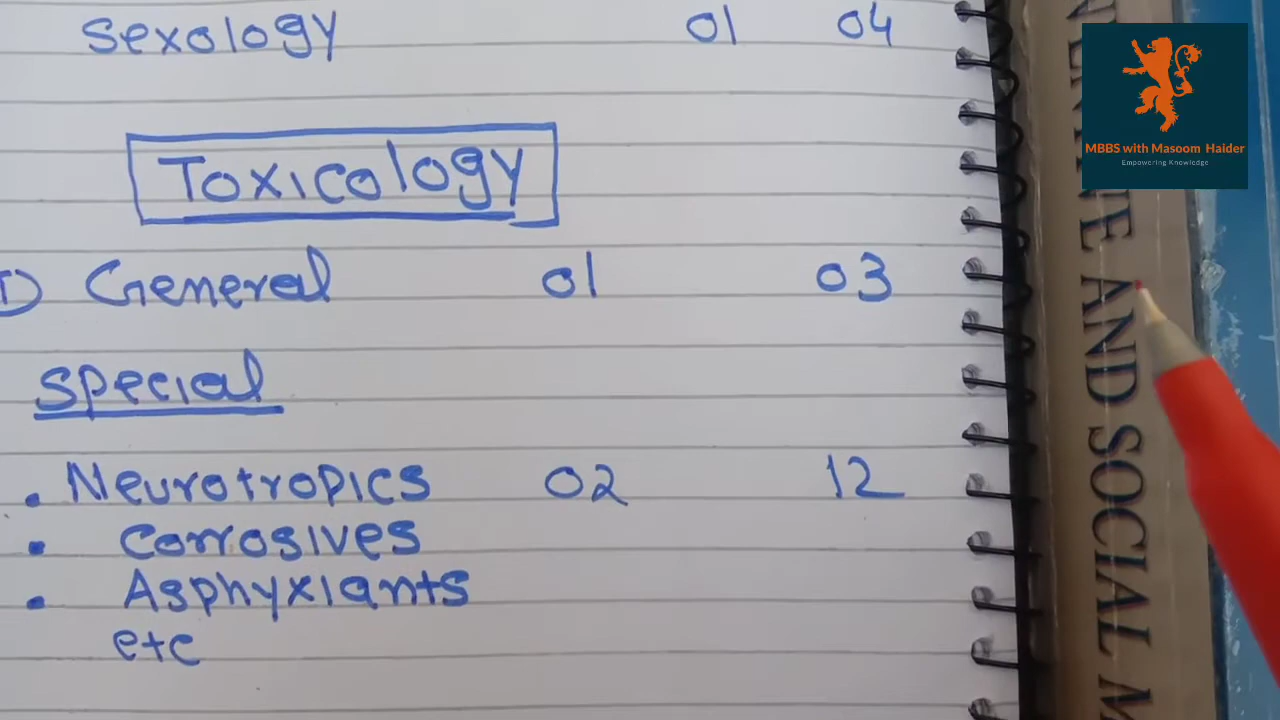 Sexology 01 04
Toxicology
General 01 03
Special
• Neurotropics 02 12
• Corrosives
• Asphyxiants
etc
AND SOCIAL M
MBBS with Masoom Haider
Empowering Knowledge